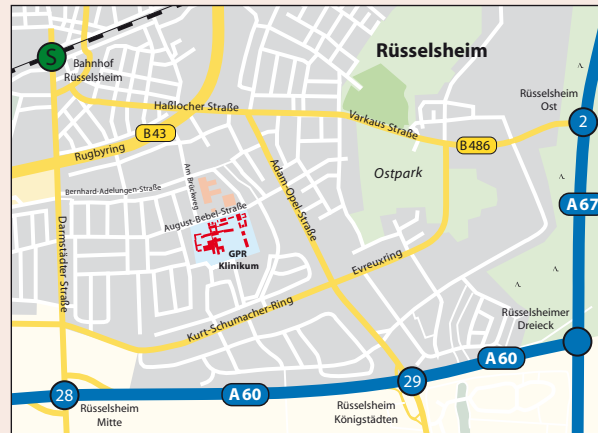 Rüsselsheim
S
Bahnhof
Rüsselsheim
Rüsselsheim
Ost
2
Haßlocher Straße
Varkaus Straße
B43
Rugbyring
B486
Ostpark
Am Brückweg
Bernhard-Adelungen-Straße
Adam-Opel-Straße
A67
August-Bebel-Straße
Darmstädter Straße
GPR
Klinikum
Evreuxring
Kurt-Schumacher-Ring
Rüsselsheimer
Dreieck
A60
29
28
A60
Rüsselsheim
Mitte
Rüsselsheim
Königstädten